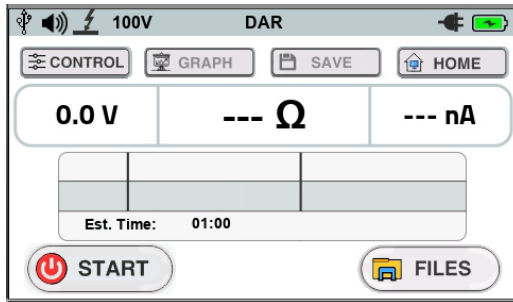 100V DAR
CONTROL GRAPH SAVE HOME
0.0 V --- Ω --- nA
Est. Time: 01:00
START FILES